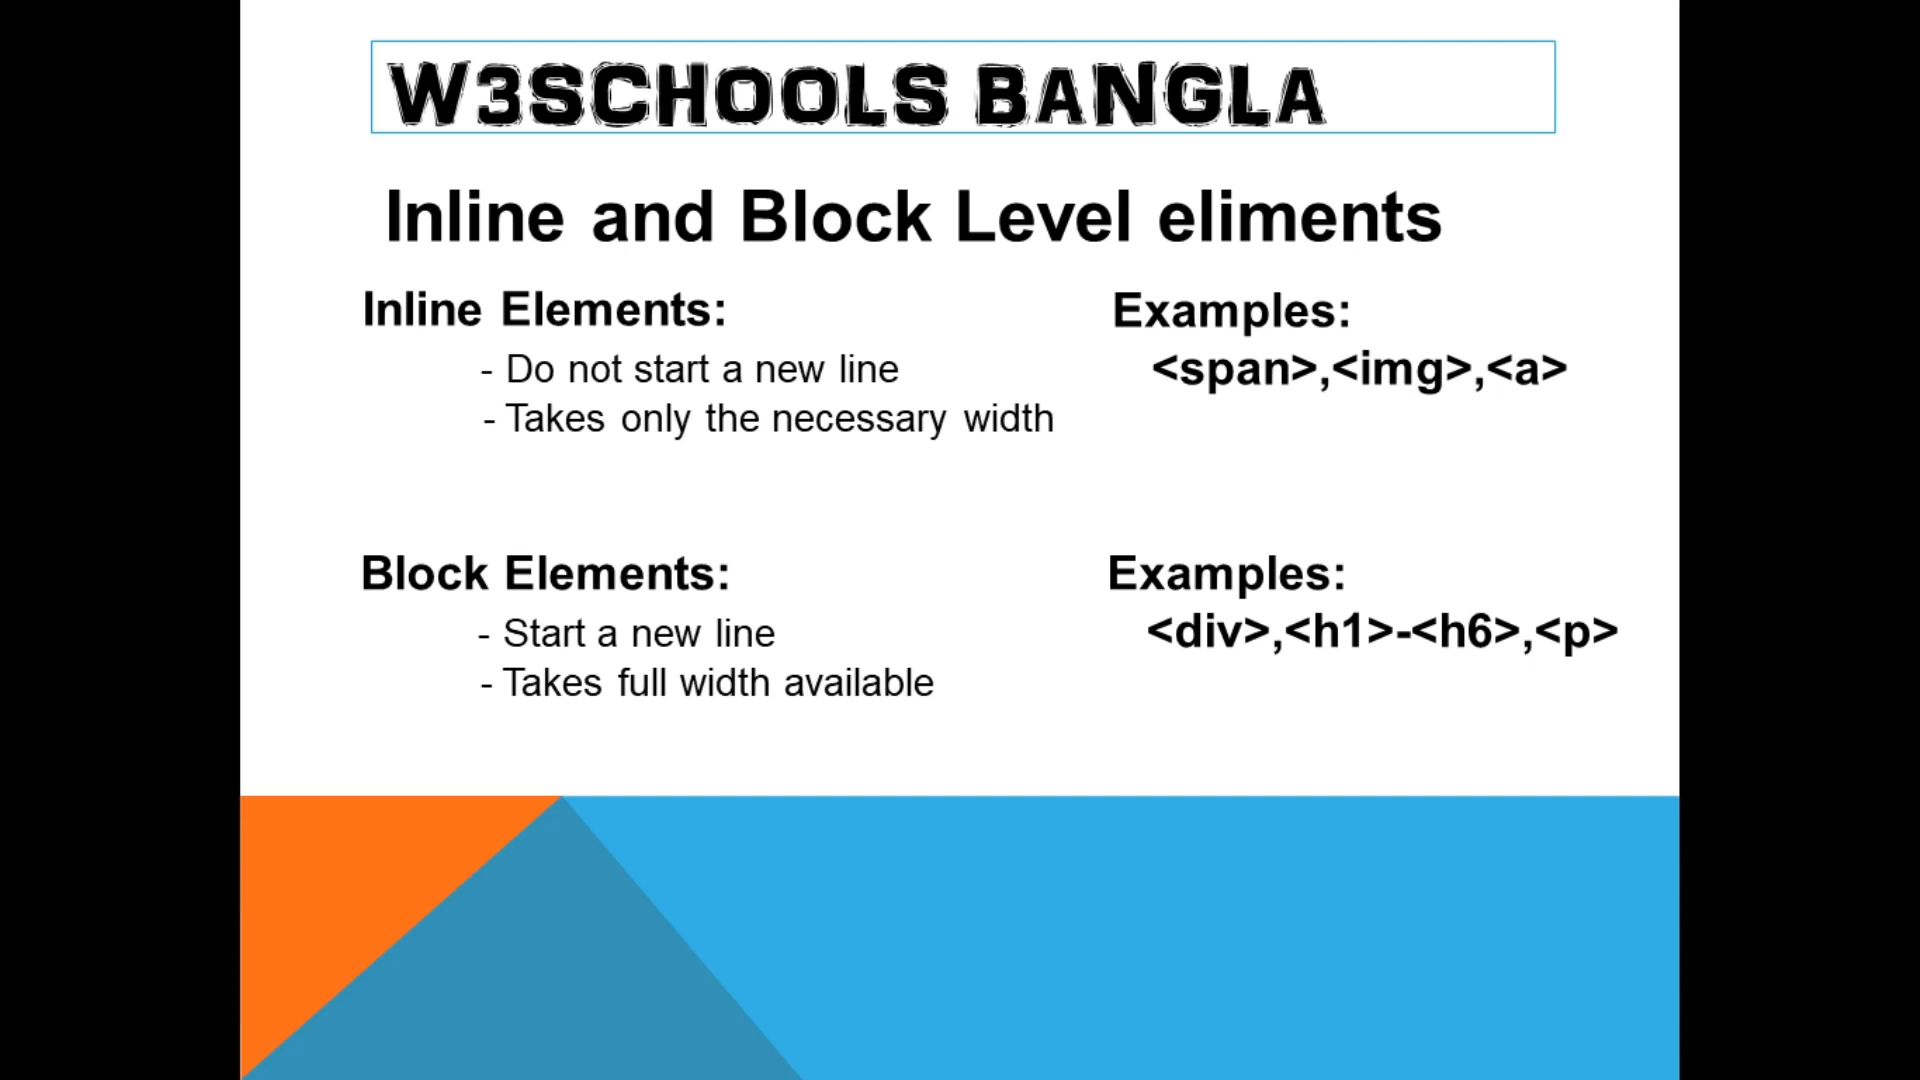 W3SCHOOLS BANGLA
Inline and Block Level eliments
Inline Elements:
- Do not start a new line
- Takes only the necessary width
Examples:
<span>,<img>,<a>
Block Elements:
- Start a new line
- Takes full width available
Examples:
<div>,<h1>-<h6>,<p>